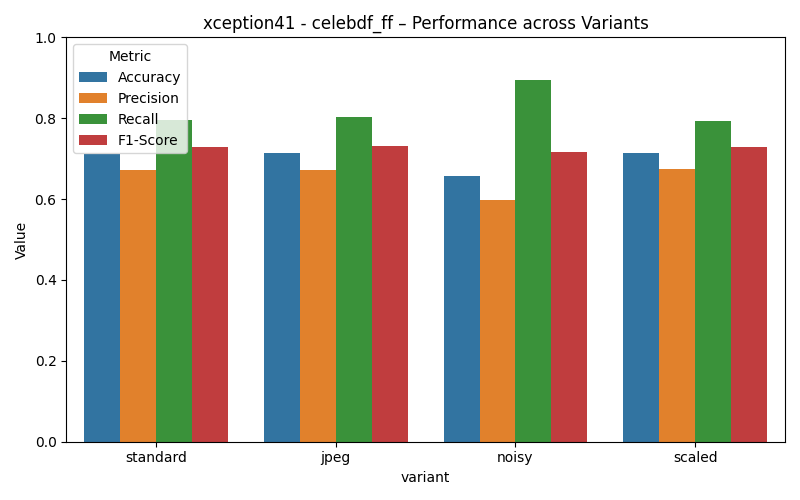 xception41 - celebdf_ff – Performance across Variants
Metric
Accuracy
Precision
Recall
F1-Score
1.0
0.8
0.6
0.4
0.2
0.0
Value
standard
jpeg
noisy
scaled
variant